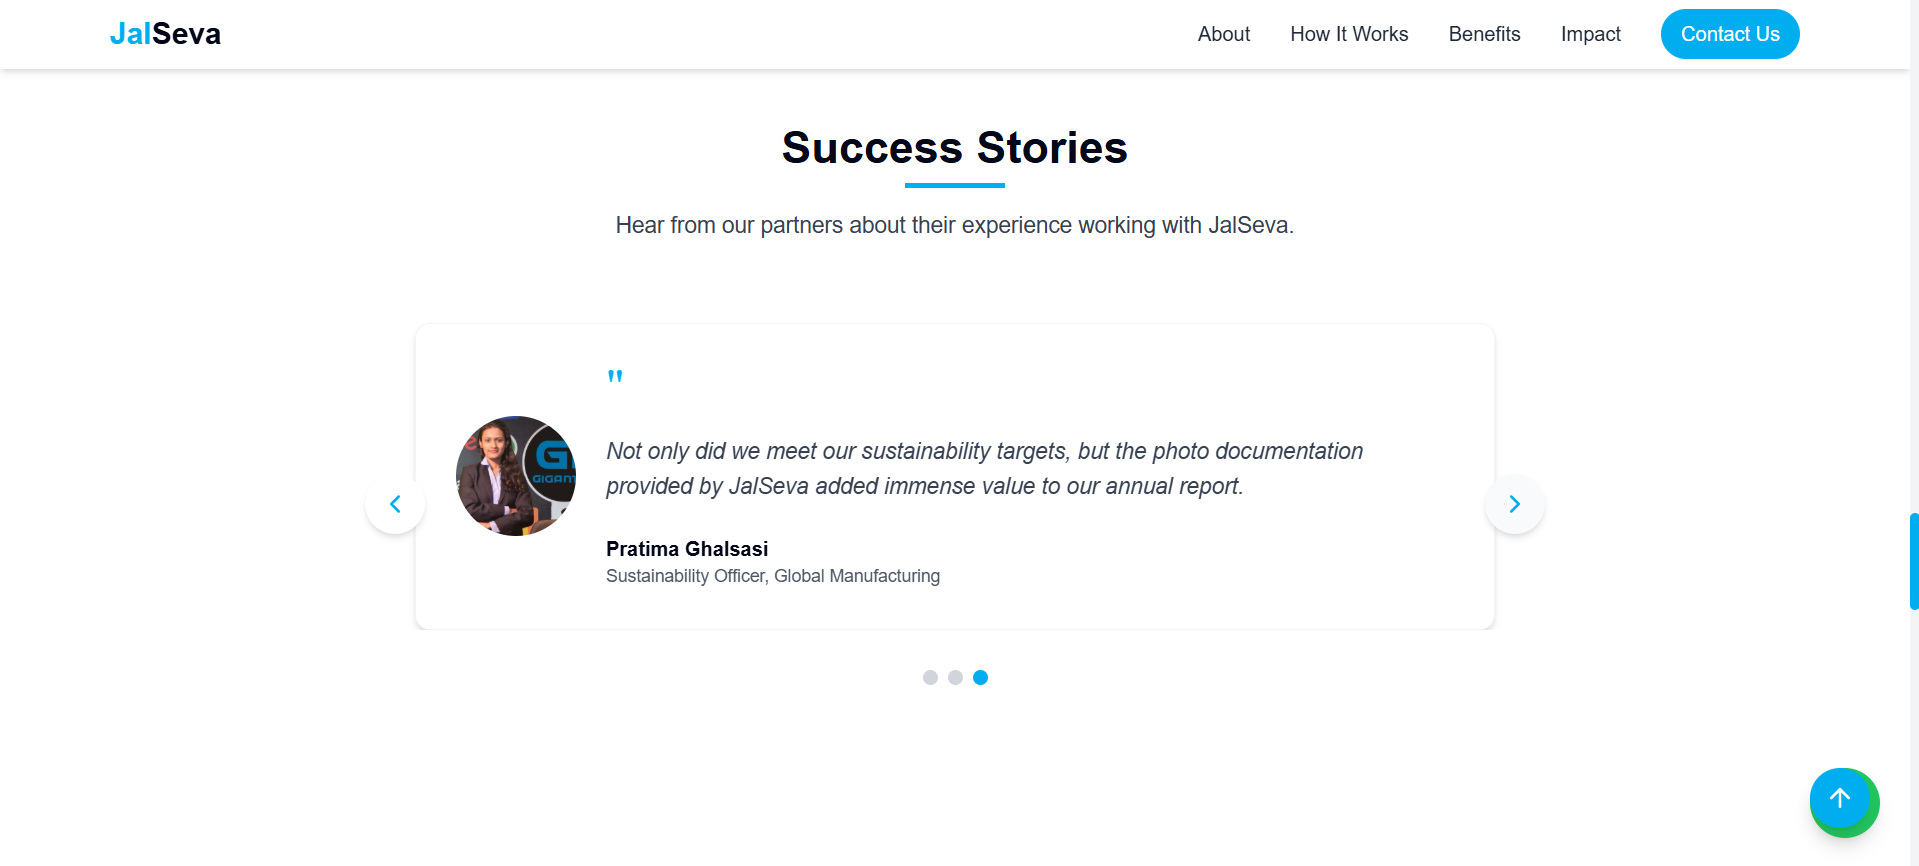 JalSeva
About
How It Works
Benefits
Impact
Contact Us
Success Stories
Hear from our partners about their experience working with JalSeva.
"
Not only did we meet our sustainability targets, but the photo documentation
provided by JalSeva added immense value to our annual report.
Pratima Ghalsasi
Sustainability Officer, Global Manufacturing